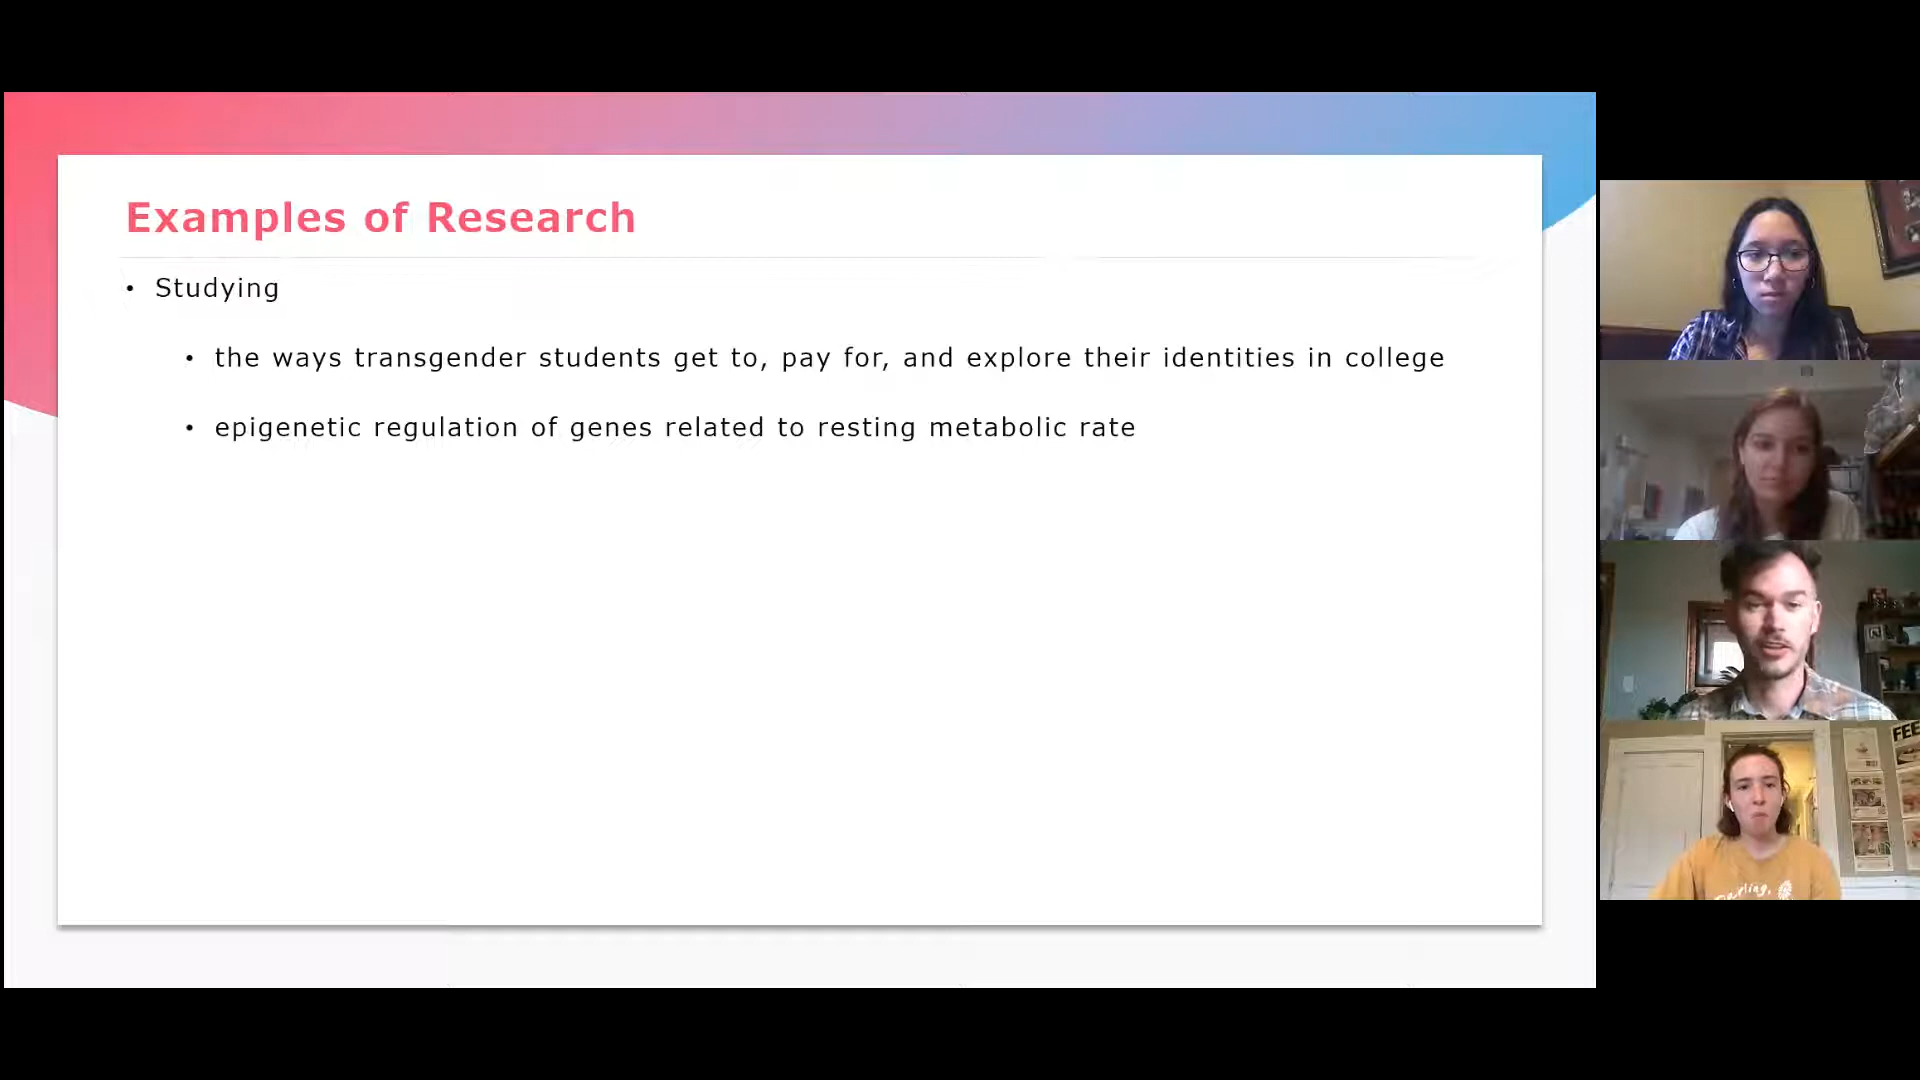 Examples of Research
• Studying
• the ways transgender students get to, pay for, and explore their identities in college
• epigenetic regulation of genes related to resting metabolic rate
FEE